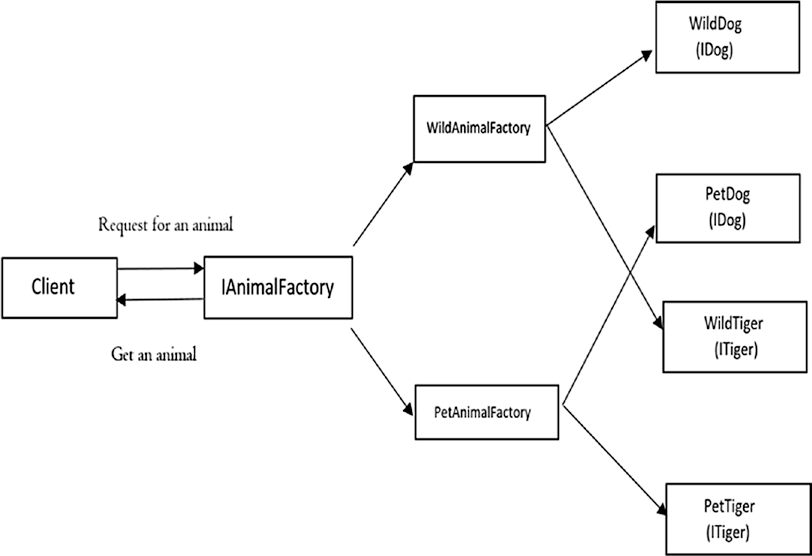 WildDog
(IDog)
WildAnimalFactory
PetDog
(IDog)
Request for an animal
Client
IAnimalFactory
WildTiger
(ITiger)
Get an animal
PetAnimalFactory
PetTiger
(ITiger)